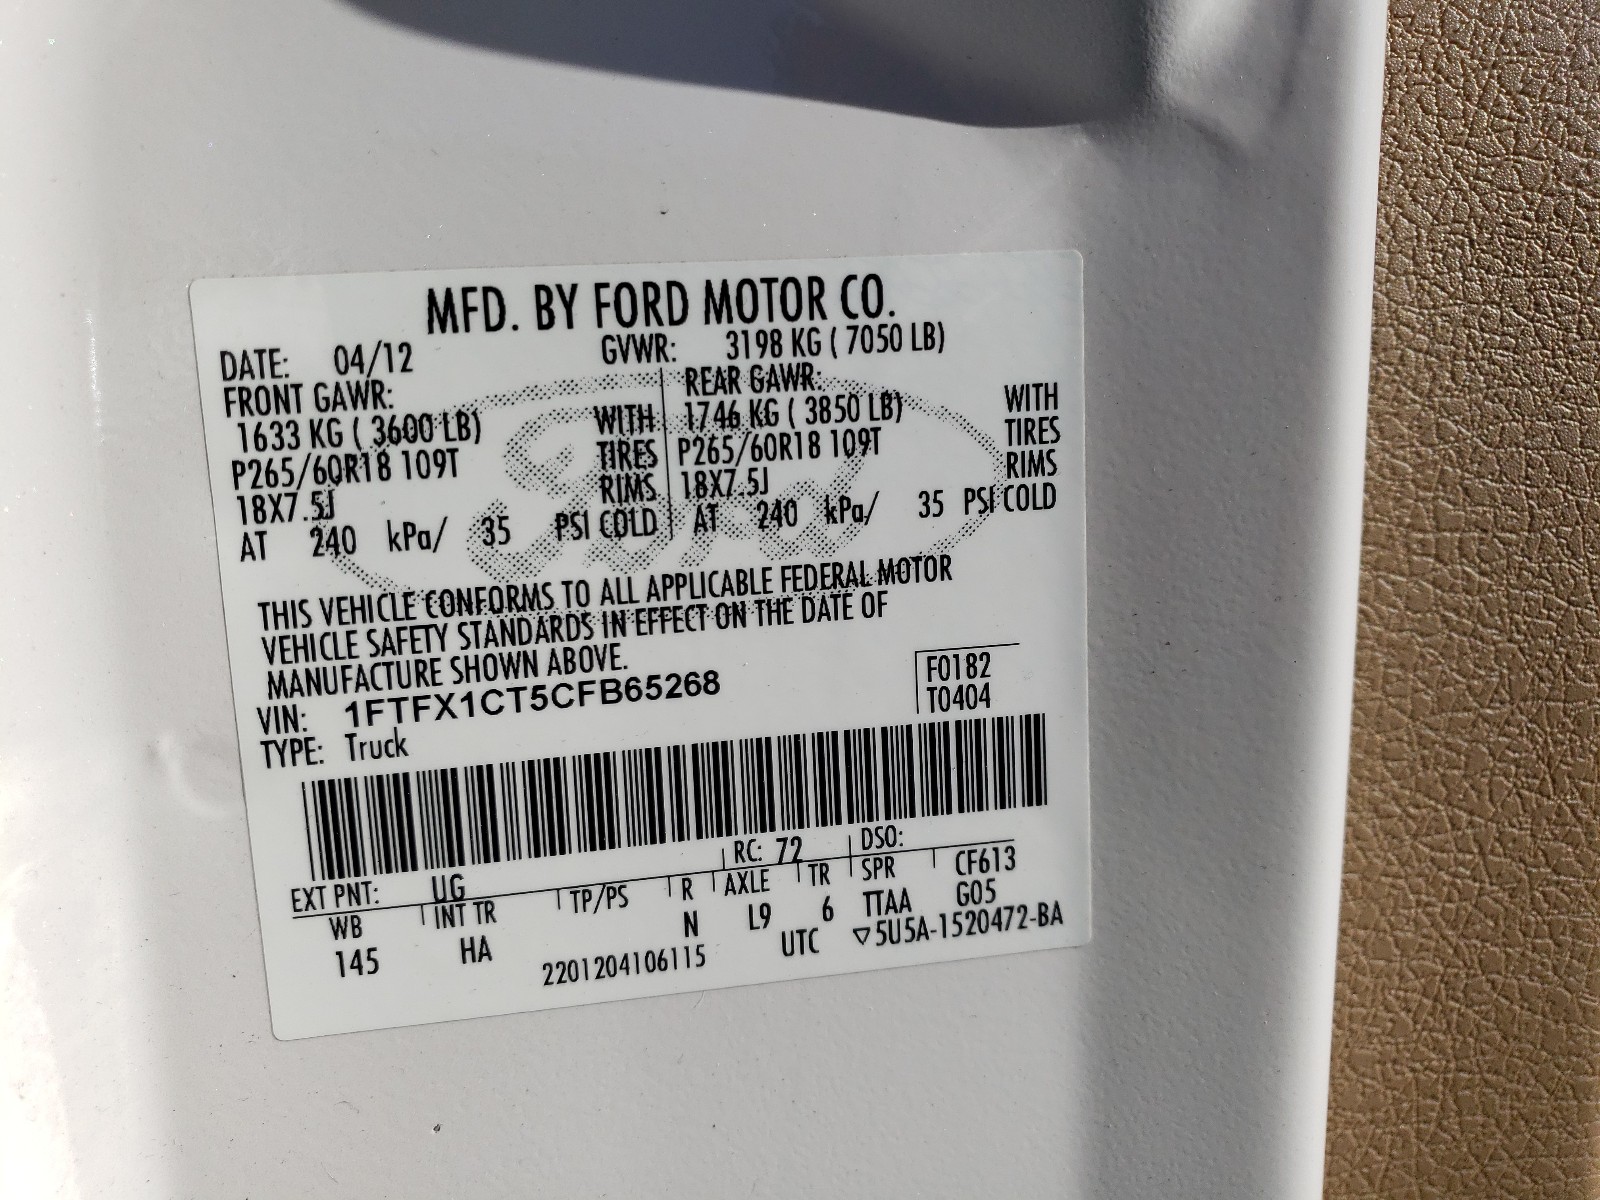 MFD. BY FORD MOTOR CO.
DATE: 04/12 GVWR: 3198 KG ( 7050 LB)
FRONT GAWR: REAR GAWR:
1633 KG ( 3600 LB) WITH 1746 KG ( 3850 LB) WITH
P265/60R18 109T TIRES P265/60R18 109T TIRES
18X7.5J RIMS 18X7.5J RIMS
AT 240 kPa/ 35 PSI COLD AT 240 kPa/ 35 PSI COLD
Ford
THIS VEHICLE CONFORMS TO ALL APPLICABLE FEDERAL MOTOR
VEHICLE SAFETY STANDARDS IN EFFECT ON THE DATE OF
MANUFACTURE SHOWN ABOVE.
VIN: 1FTFX1CT5CFB65268 F0182
TYPE: Truck T0404
RC: 72 DSO:
EXT PNT: UG CF613
WB INT TR TP/PS R AXLE TR SPR G05
145 HA N L9 6 TTAA
2201204106115 UTC ▽5U5A-1520472-BA